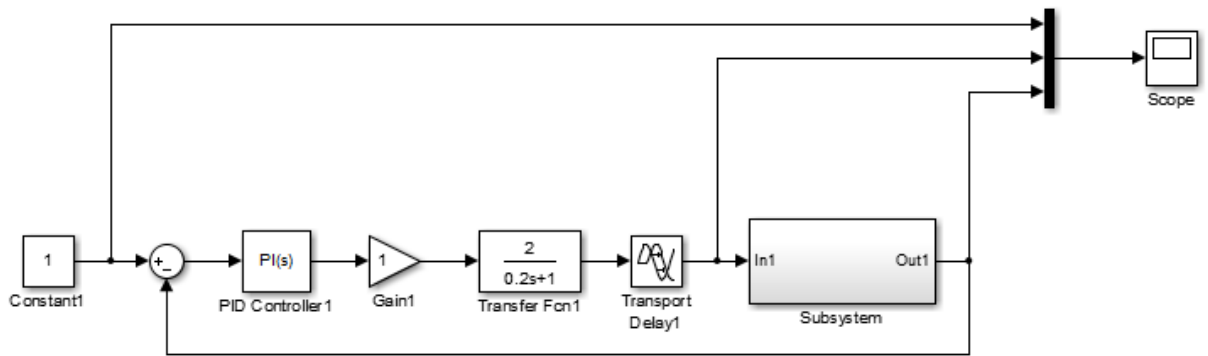 Scope
1
Constant1
+
−
PI(s)
PID Controller1
1
Gain1
2
0.2s+1
Transfer Fcn1
Transport
Delay1
In1
Out1
Subsystem